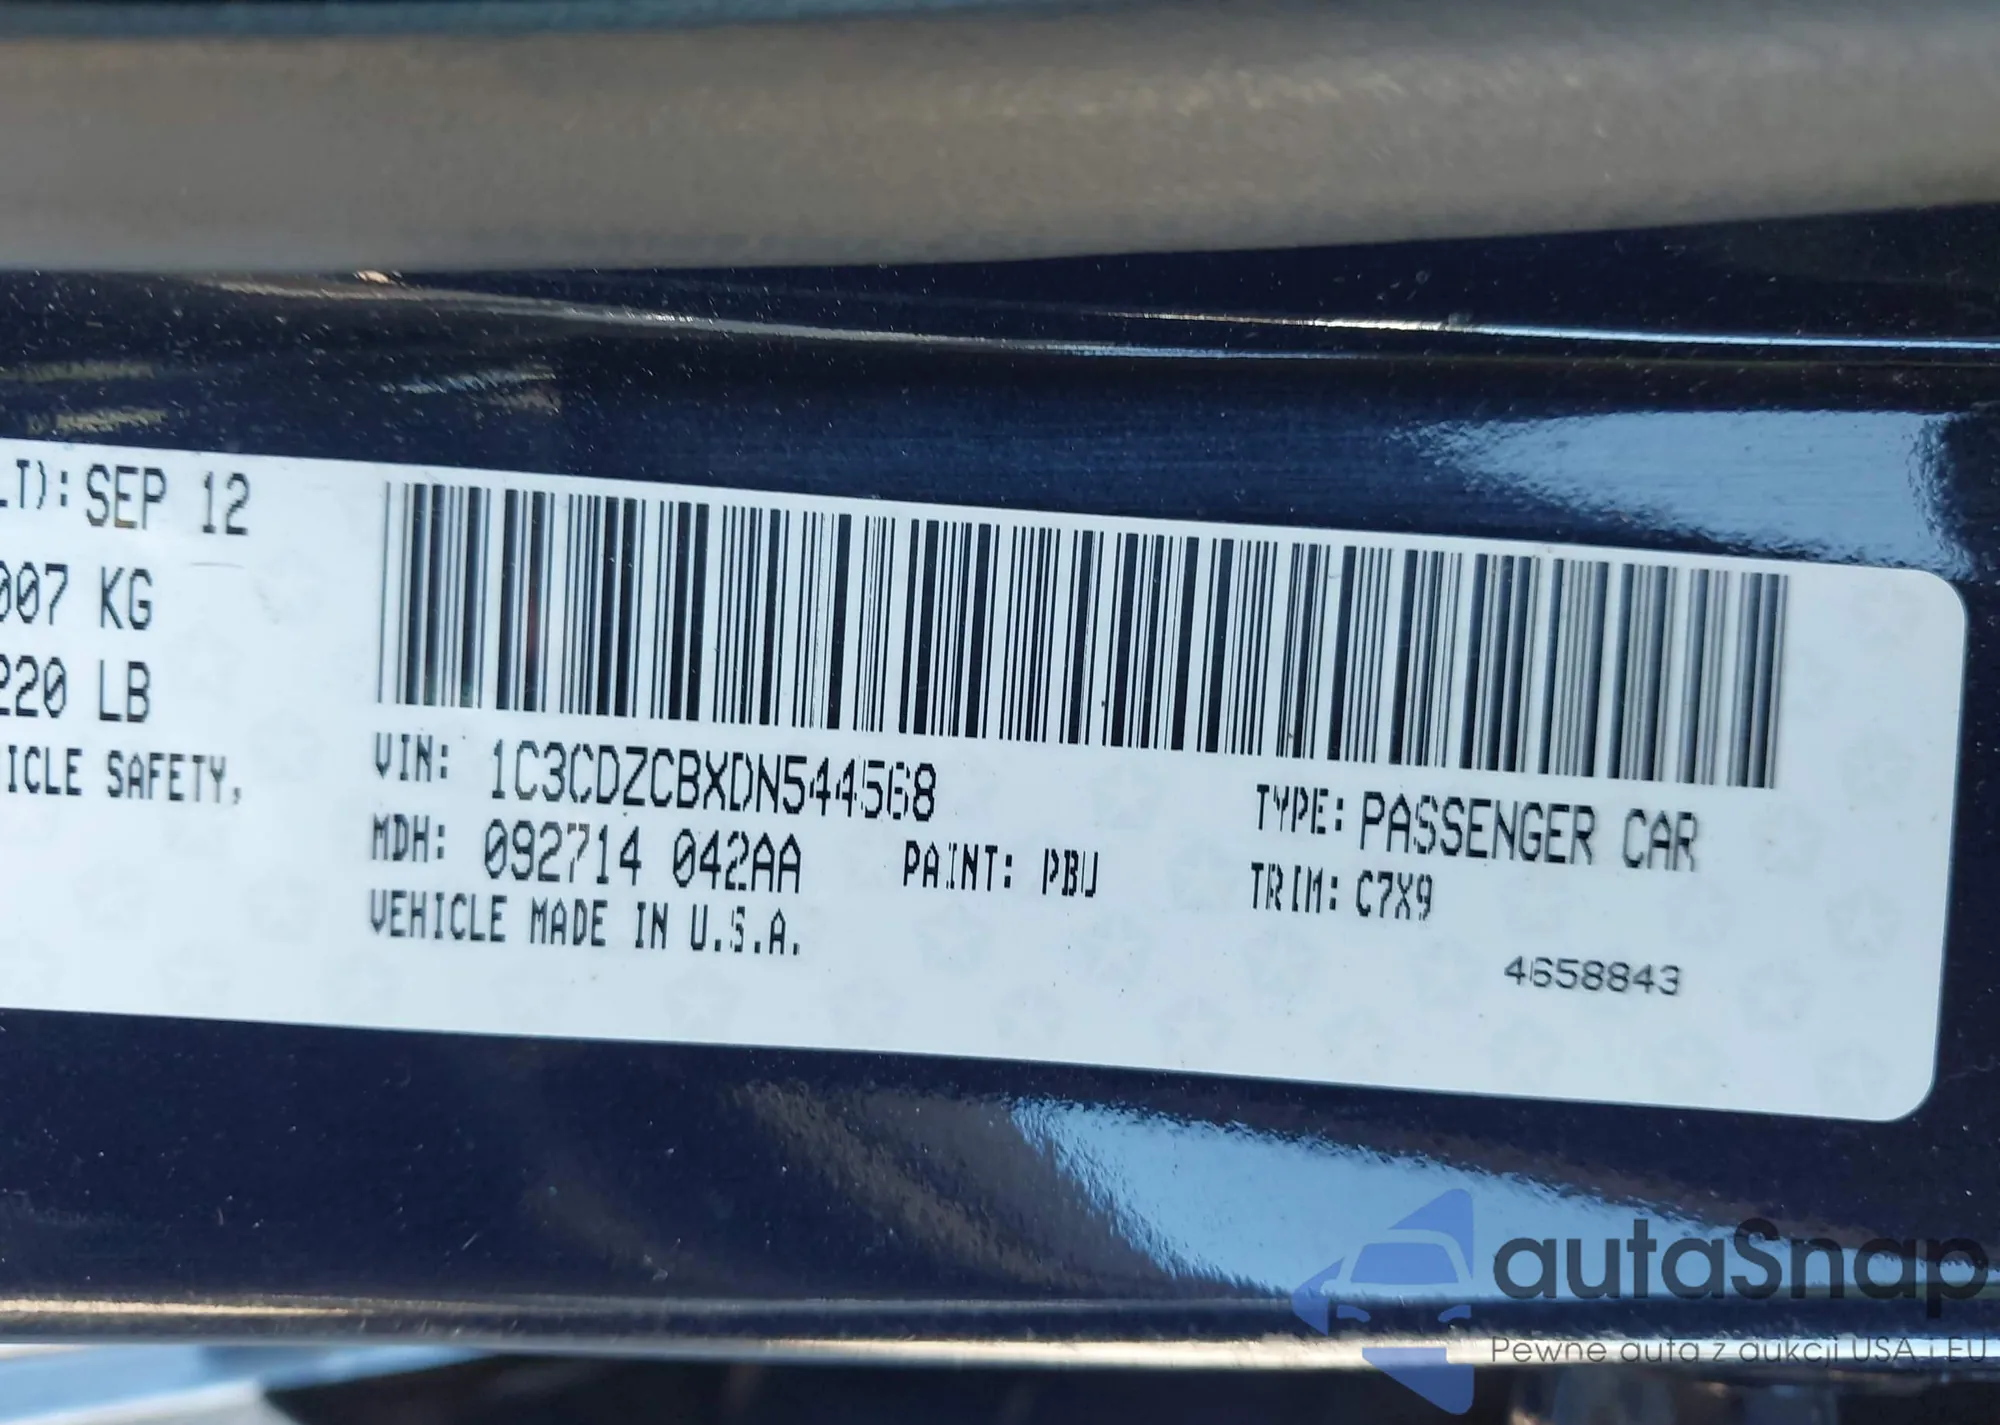 LT): SEP 12
007 KG
220 LB
ICLE SAFETY,
VIN: 1C3CDZCBXDN544568
MDH: 092714 042AA PAINT: PBU
VEHICLE MADE IN U.S.A.
TYPE: PASSENGER CAR
TRIM: C7X9
4658843
autaSnap
Pewne auta z aukcji USA i EU